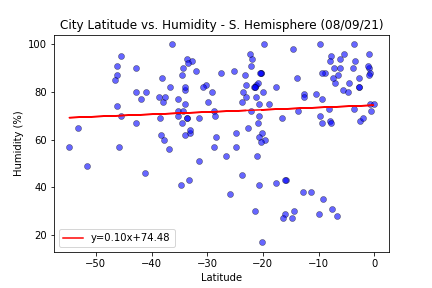 City Latitude vs. Humidity - S. Hemisphere (08/09/21)
100
80
60
40
20
Humidity (%)
y=0.10x+74.48
−50 −40 −30 −20 −10 0
Latitude